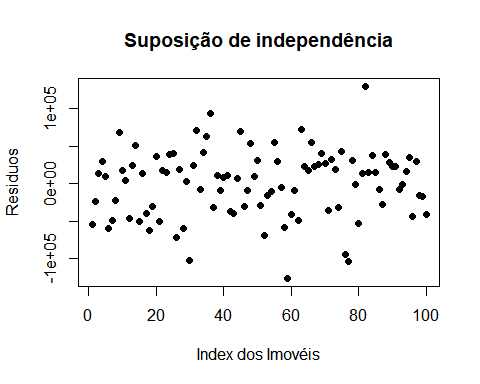 Suposição de independência
Resíduos
1e+05
0e+00
-1e+05
0 20 40 60 80 100
Index dos Imovéis